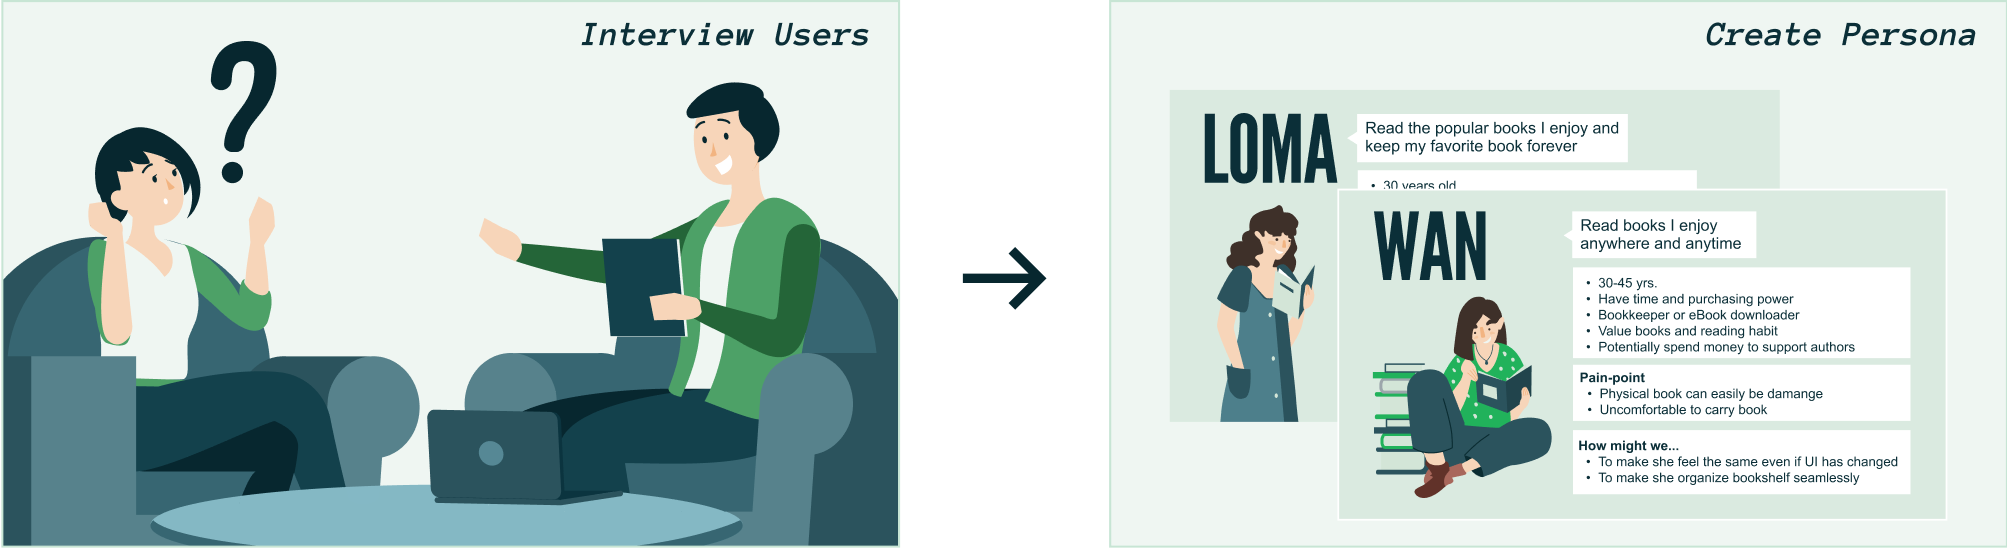 Interview Users
?
Create Persona
LOMA
Read the popular books I enjoy and
keep my favorite book forever
• 30 years old
WAN
Read books I enjoy
anywhere and anytime
• 30-45 yrs.
• Have time and purchasing power
• Bookkeeper or eBook downloader
• Value books and reading habit
• Potentially spend money to support authors
Pain-point
• Physical book can easily be damange
• Uncomfortable to carry book
How might we...
• To make she feel the same even if UI has changed
• To make she organize bookshelf seamlessly